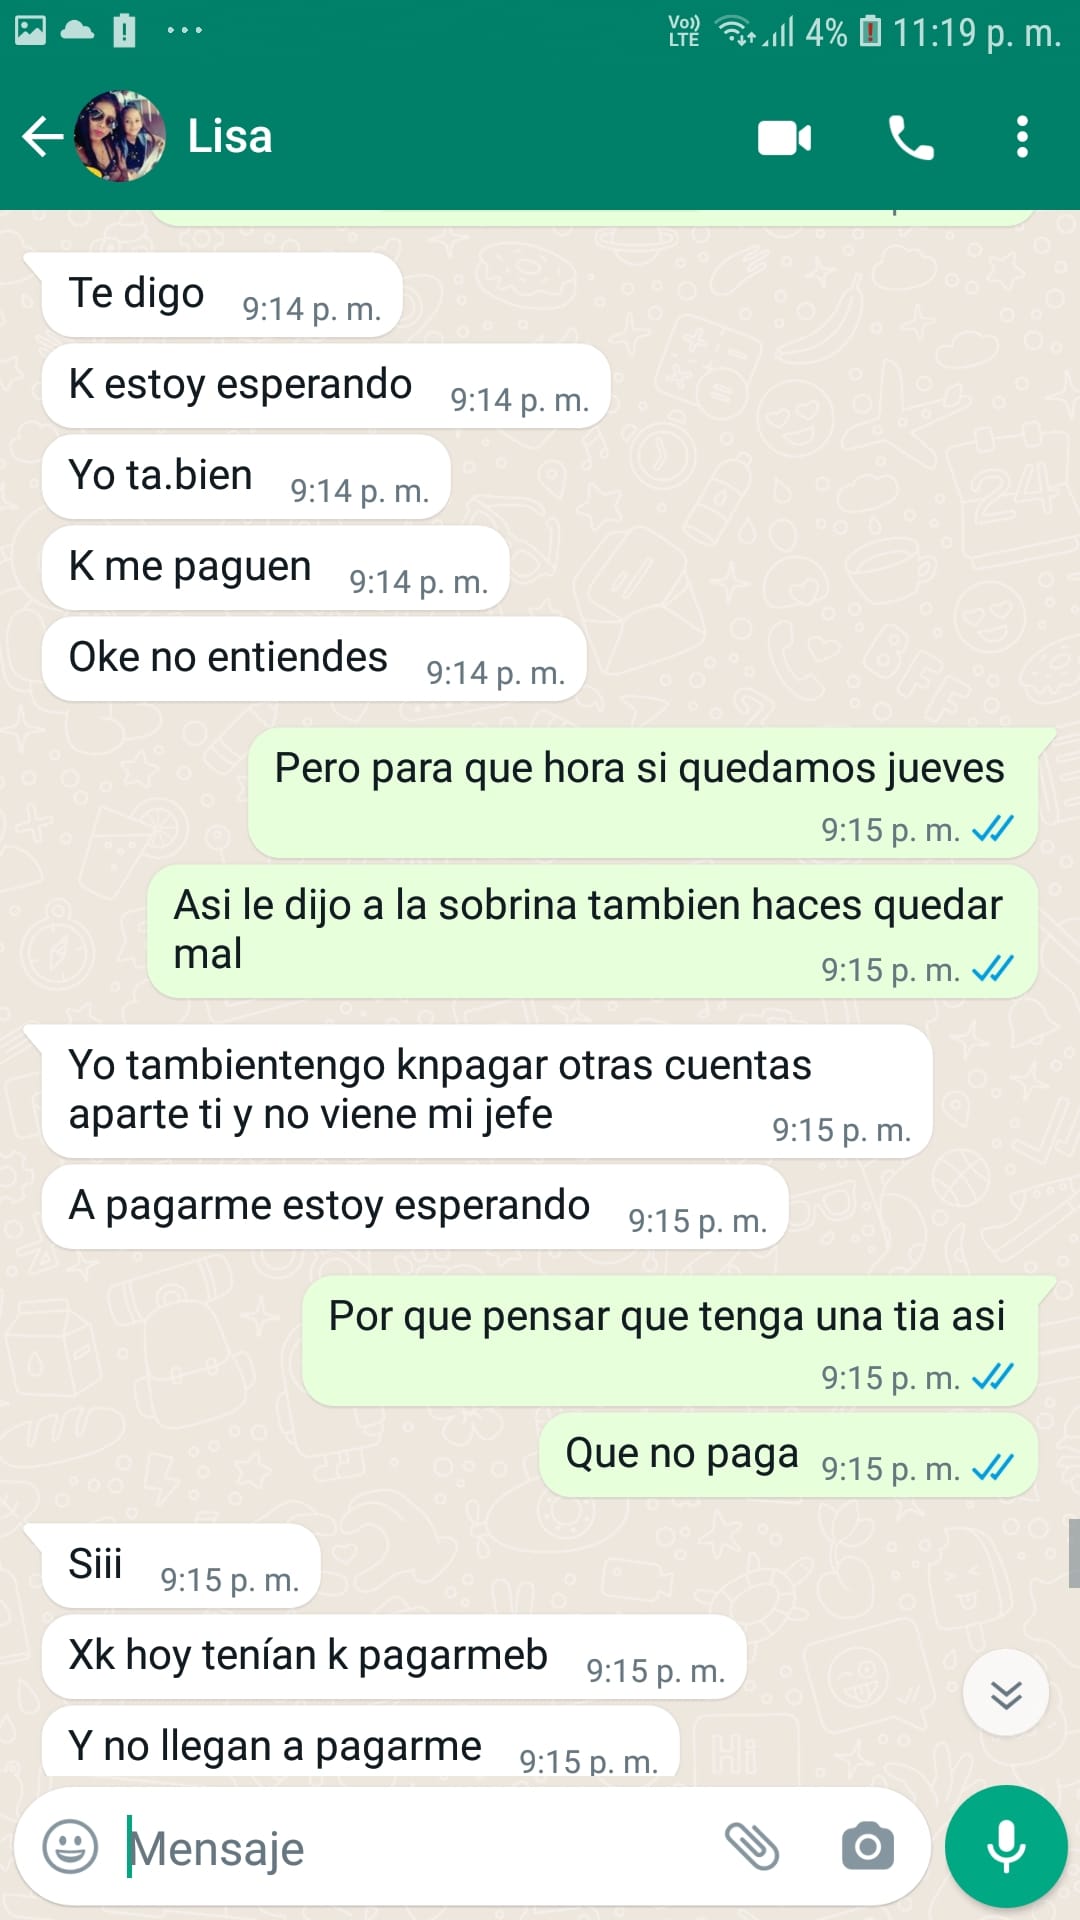 Vo)) LTE 4% 11:19 p. m.
Lisa
Te digo 9:14 p. m.
K estoy esperando 9:14 p. m.
Yo ta.bien 9:14 p. m.
K me paguen 9:14 p. m.
Oke no entiendes 9:14 p. m.
Pero para que hora si quedamos jueves
9:15 p. m.
Asi le dijo a la sobrina tambien haces quedar
mal 9:15 p. m.
Yo tambientengo knpagar otras cuentas
aparte ti y no viene mi jefe 9:15 p. m.
A pagarme estoy esperando 9:15 p. m.
Por que pensar que tenga una tia asi
9:15 p. m.
Que no paga 9:15 p. m.
Siii 9:15 p. m.
Xk hoy tenían k pagarmeb 9:15 p. m.
Y no llegan a pagarme 9:15 p. m.
Mensaje